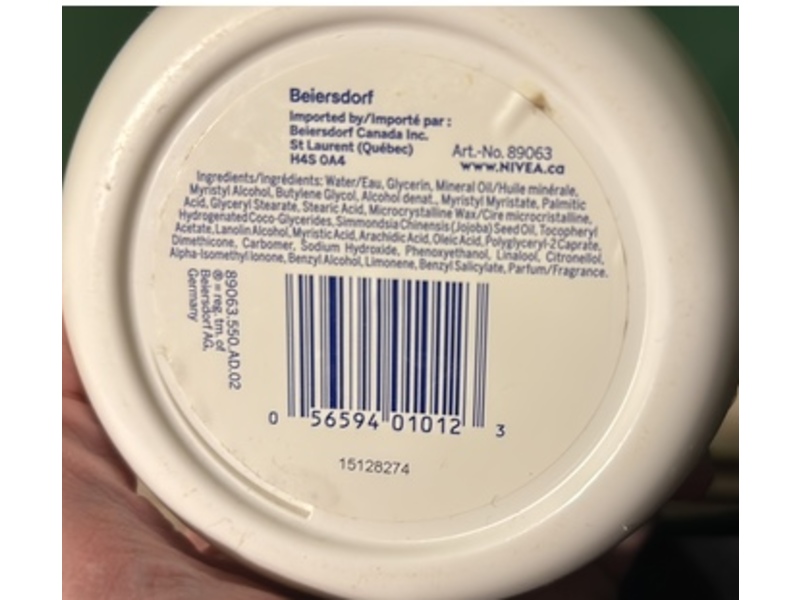 Beiersdorf
Imported by/Importé par :
Beiersdorf Canada Inc.
St Laurent (Québec)
H4S 0A4
Art.-No. 89063
www.NIVEA.ca
Ingredients/Ingrédients: Water/Eau, Glycerin, Mineral Oil/Huile minérale,
Myristyl Alcohol, Butylene Glycol, Alcohol denat., Myristyl Myristate, Palmitic
Acid, Glyceryl Stearate, Stearic Acid, Microcrystalline Wax/Cire microcristalline,
Hydrogenated Coco-Glycerides, Simmondsia Chinensis (Jojoba) Seed Oil, Tocopheryl
Acetate, Lanolin Alcohol, Myristic Acid, Arachidic Acid, Oleic Acid, Polyglyceryl-2 Caprate,
Dimethicone, Carbomer, Sodium Hydroxide, Phenoxyethanol, Linalool, Citronellol,
Alpha-Isomethyl Ionone, Benzyl Alcohol, Limonene, Benzyl Salicylate, Parfum/Fragrance.
89063.550.AD.02
® = reg. tm. of
Beiersdorf AG,
Germany
0 56594 01012 3
15128274